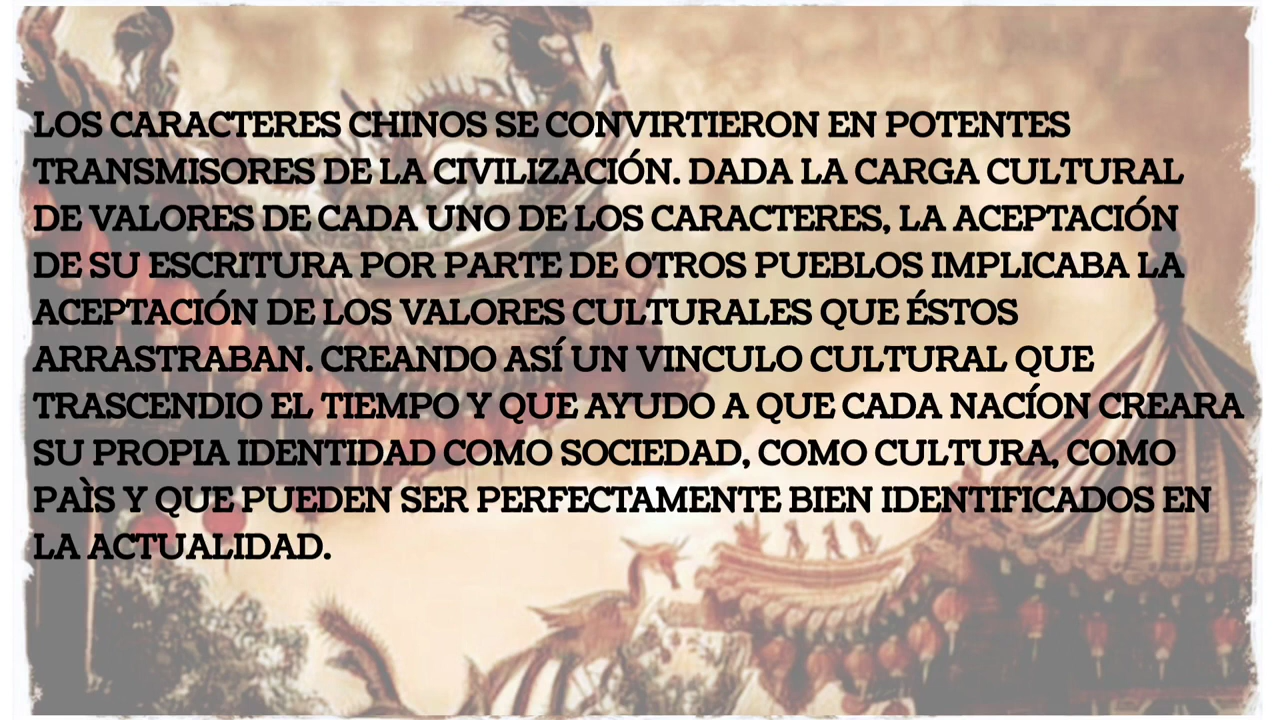 LOS CARACTERES CHINOS SE CONVIRTIERON EN POTENTES
TRANSMISORES DE LA CIVILIZACIÓN. DADA LA CARGA CULTURAL
DE VALORES DE CADA UNO DE LOS CARACTERES, LA ACEPTACIÓN
DE SU ESCRITURA POR PARTE DE OTROS PUEBLOS IMPLICABA LA
ACEPTACIÓN DE LOS VALORES CULTURALES QUE ÉSTOS
ARRASTRABAN. CREANDO ASÍ UN VINCULO CULTURAL QUE
TRASCENDIO EL TIEMPO Y QUE AYUDO A QUE CADA NACÍON CREARA
SU PROPIA IDENTIDAD COMO SOCIEDAD, COMO CULTURA, COMO
PAÌS Y QUE PUEDEN SER PERFECTAMENTE BIEN IDENTIFICADOS EN
LA ACTUALIDAD.